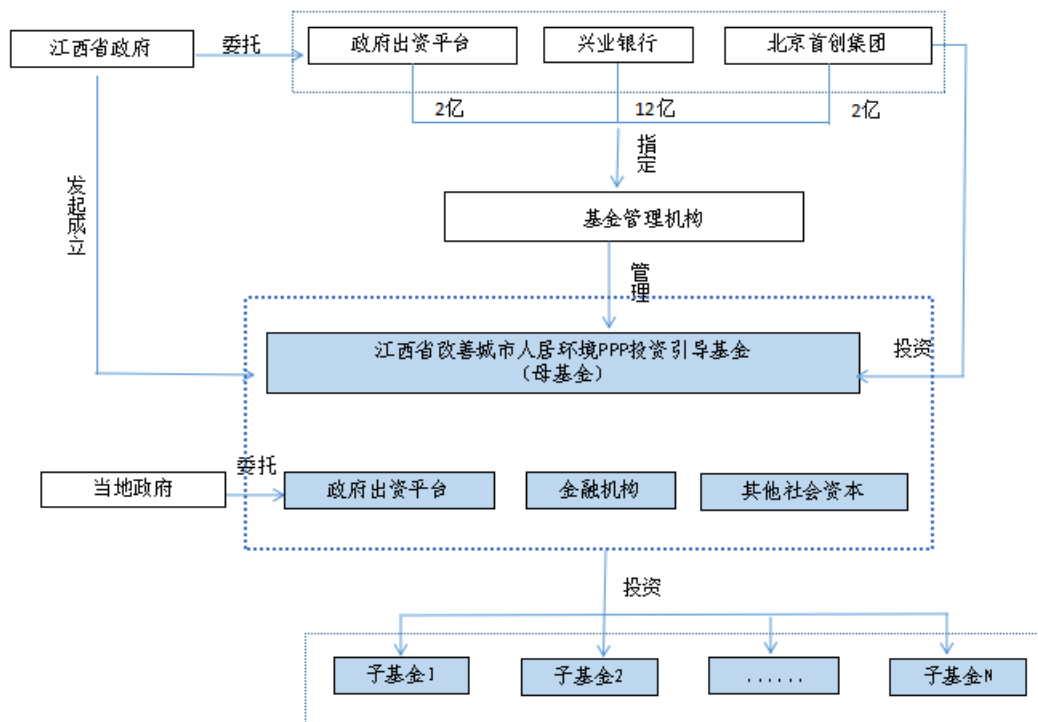 江西省政府
委托
政府出资平台
兴业银行
北京首创集团
2亿
12亿
2亿
指定
发起成立
基金管理机构
管理
江西省改善城市人居环境PPP投资引导基金
（母基金）
投资
当地政府
委托
政府出资平台
金融机构
其他社会资本
投资
子基金1
子基金2
......
子基金N